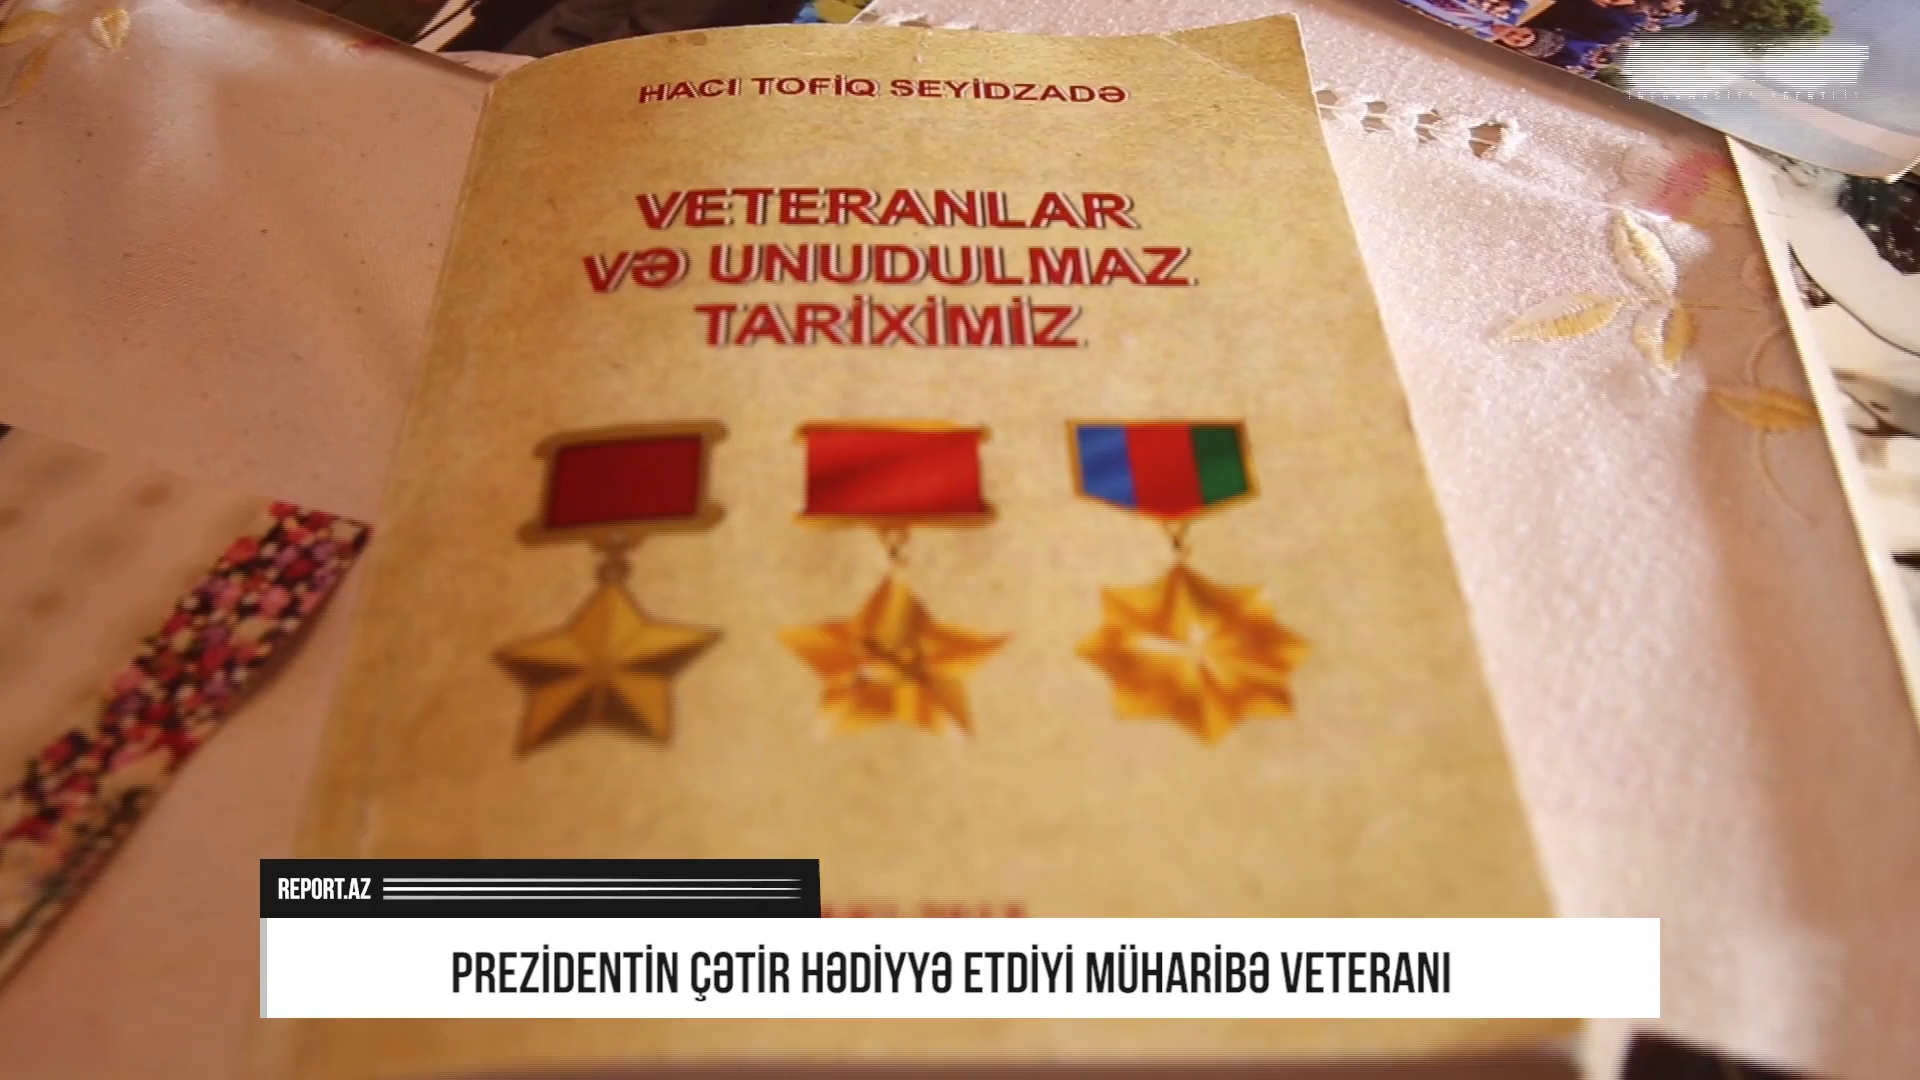 HACI TOFİQ SEYİDZADƏ
VETERANLAR
VƏ UNUDULMAZ
TARİXİMİZ
REPORT.AZ
PREZİDENTİN ÇƏTİR HƏDİYYƏ ETDİYİ MÜHARİBƏ VETERANI